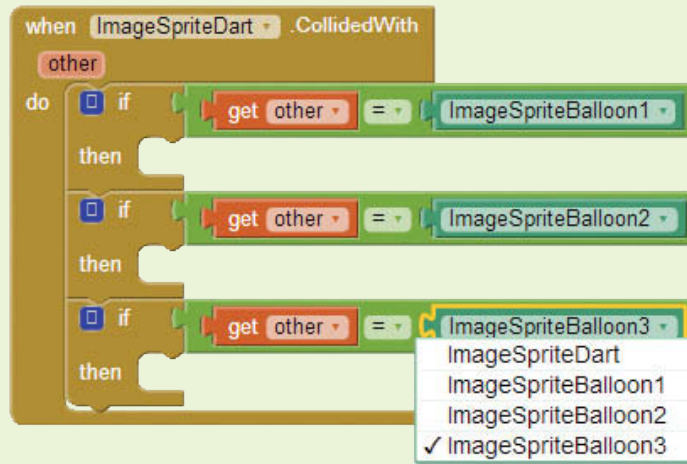 when ImageSpriteDart .CollidedWith
other
do if get other = ImageSpriteBalloon1
then
if get other = ImageSpriteBalloon2
then
if get other = ImageSpriteBalloon3
then
ImageSpriteDart
ImageSpriteBalloon1
ImageSpriteBalloon2
✓ ImageSpriteBalloon3